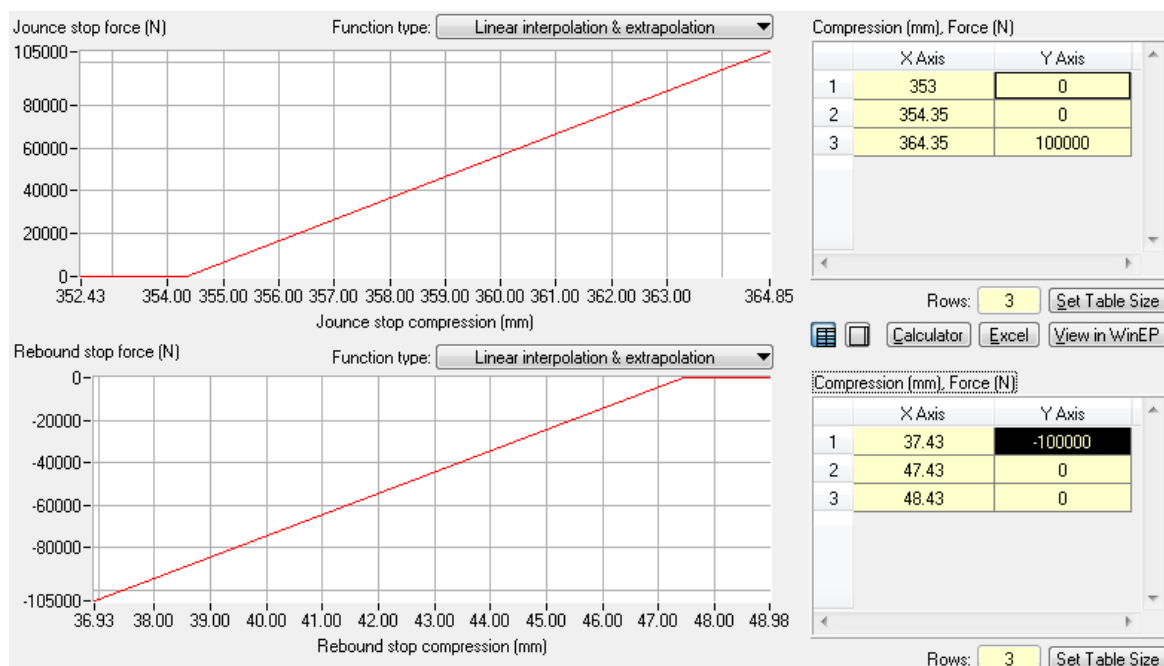 Jounce stop force (N) Function type: Linear interpolation & extrapolation
105000
80000
60000
40000
20000
0
352.43 354.00 355.00 356.00 357.00 358.00 359.00 360.00 361.00 362.00 363.00 364.85
Jounce stop compression (mm)
Compression (mm), Force (N)
X Axis Y Axis
1 353 0
2 354.35 0
3 364.35 100000
Rows: 3 Set Table Size
Calculator Excel View in WinEP
Rebound stop force (N) Function type: Linear interpolation & extrapolation
0
-20000
-40000
-60000
-80000
-105000
36.93 38.00 39.00 40.00 41.00 42.00 43.00 44.00 45.00 46.00 47.00 48.00 48.98
Rebound stop compression (mm)
Compression (mm), Force (N)
X Axis Y Axis
1 37.43 -100000
2 47.43 0
3 48.43 0
Rows: 3 Set Table Size